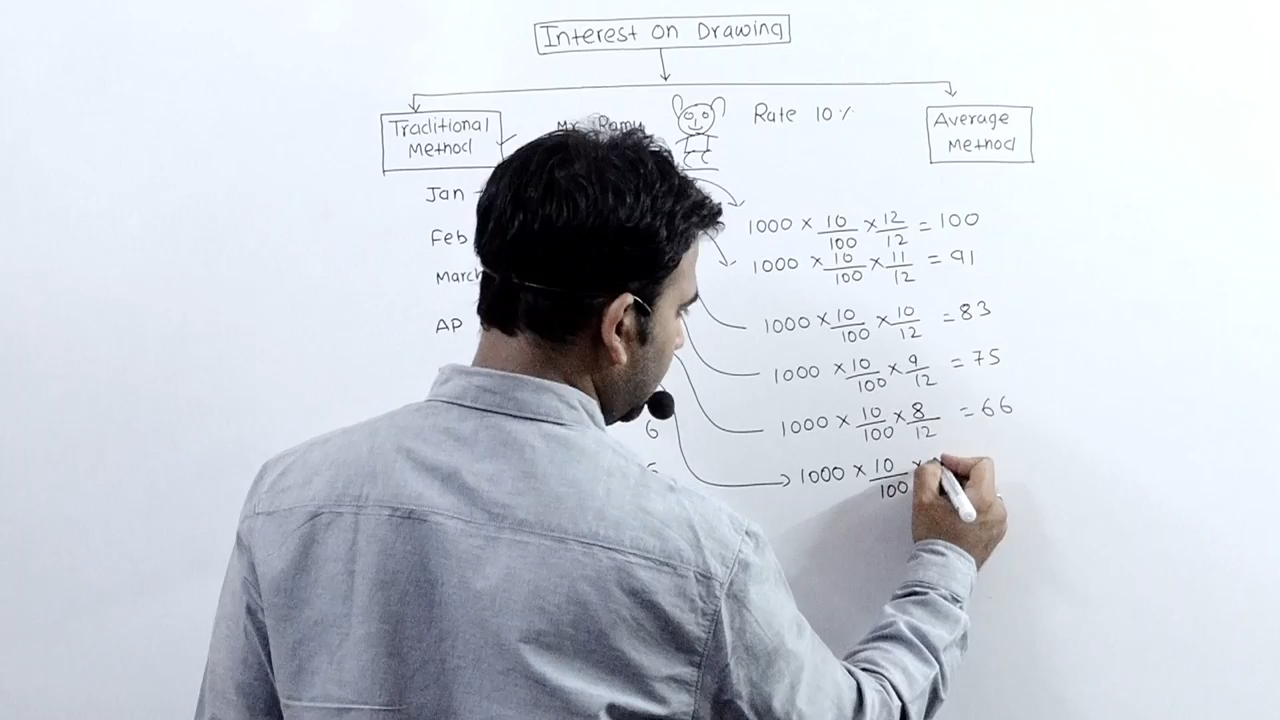 Interest on Drawing
Traditional Method
Mr. Ramu
Rate 10%
Average Method
Jan
Feb
March
AP
1000 × 10/100 × 12/12 = 100
1000 × 10/100 × 11/12 = 91
1000 × 10/100 × 10/12 = 83
1000 × 10/100 × 9/12 = 75
1000 × 10/100 × 8/12 = 66
6
1000 × 10/100 ×